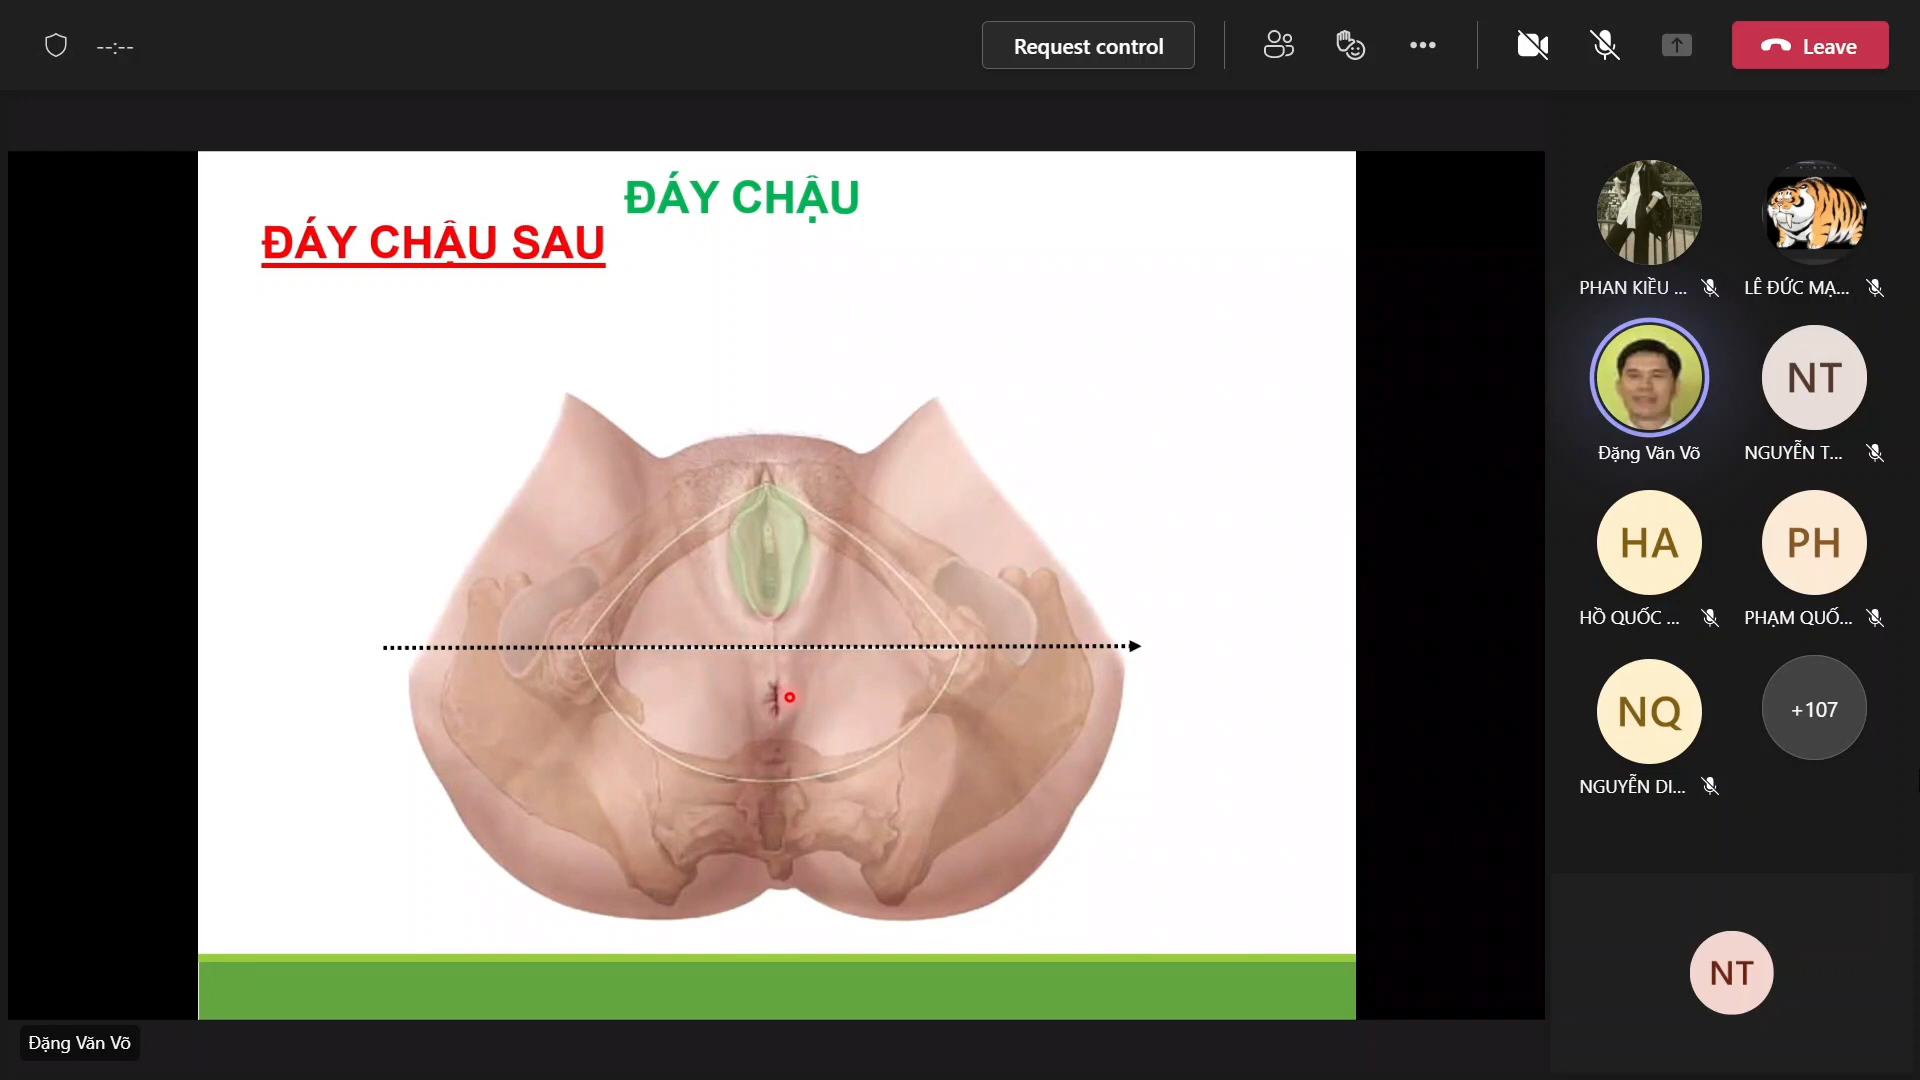 --:--
Request control
Leave
ĐÁY CHẬU
ĐÁY CHẬU SAU
PHAN KIỀU ...
LÊ ĐỨC MẠ...
Đặng Văn Võ
NT
NGUYỄN T...
HA
HỒ QUỐC ...
PH
PHẠM QUỐ...
NQ
NGUYỄN DI...
+107
NT
Đặng Văn Võ